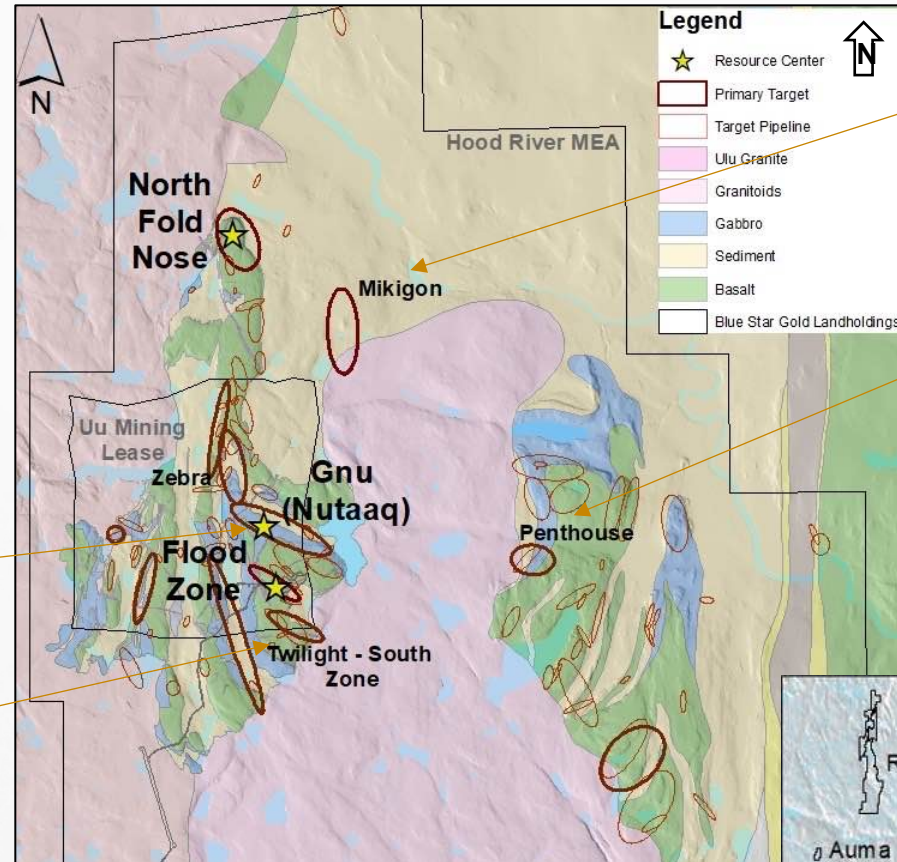 Legend
N
Resource Center
Primary Target
Target Pipeline
Ulu Granite
Granitoids
Gabbro
Sediment
Basalt
Blue Star Gold Landholdings
N
Hood River MEA
North
Fold
Nose
Mikigon
Uu Mining
Lease
Zebra
Gnu
(Nutaaq)
Flood
Zone
Penthouse
Twilight - South
Zone
R
Auma